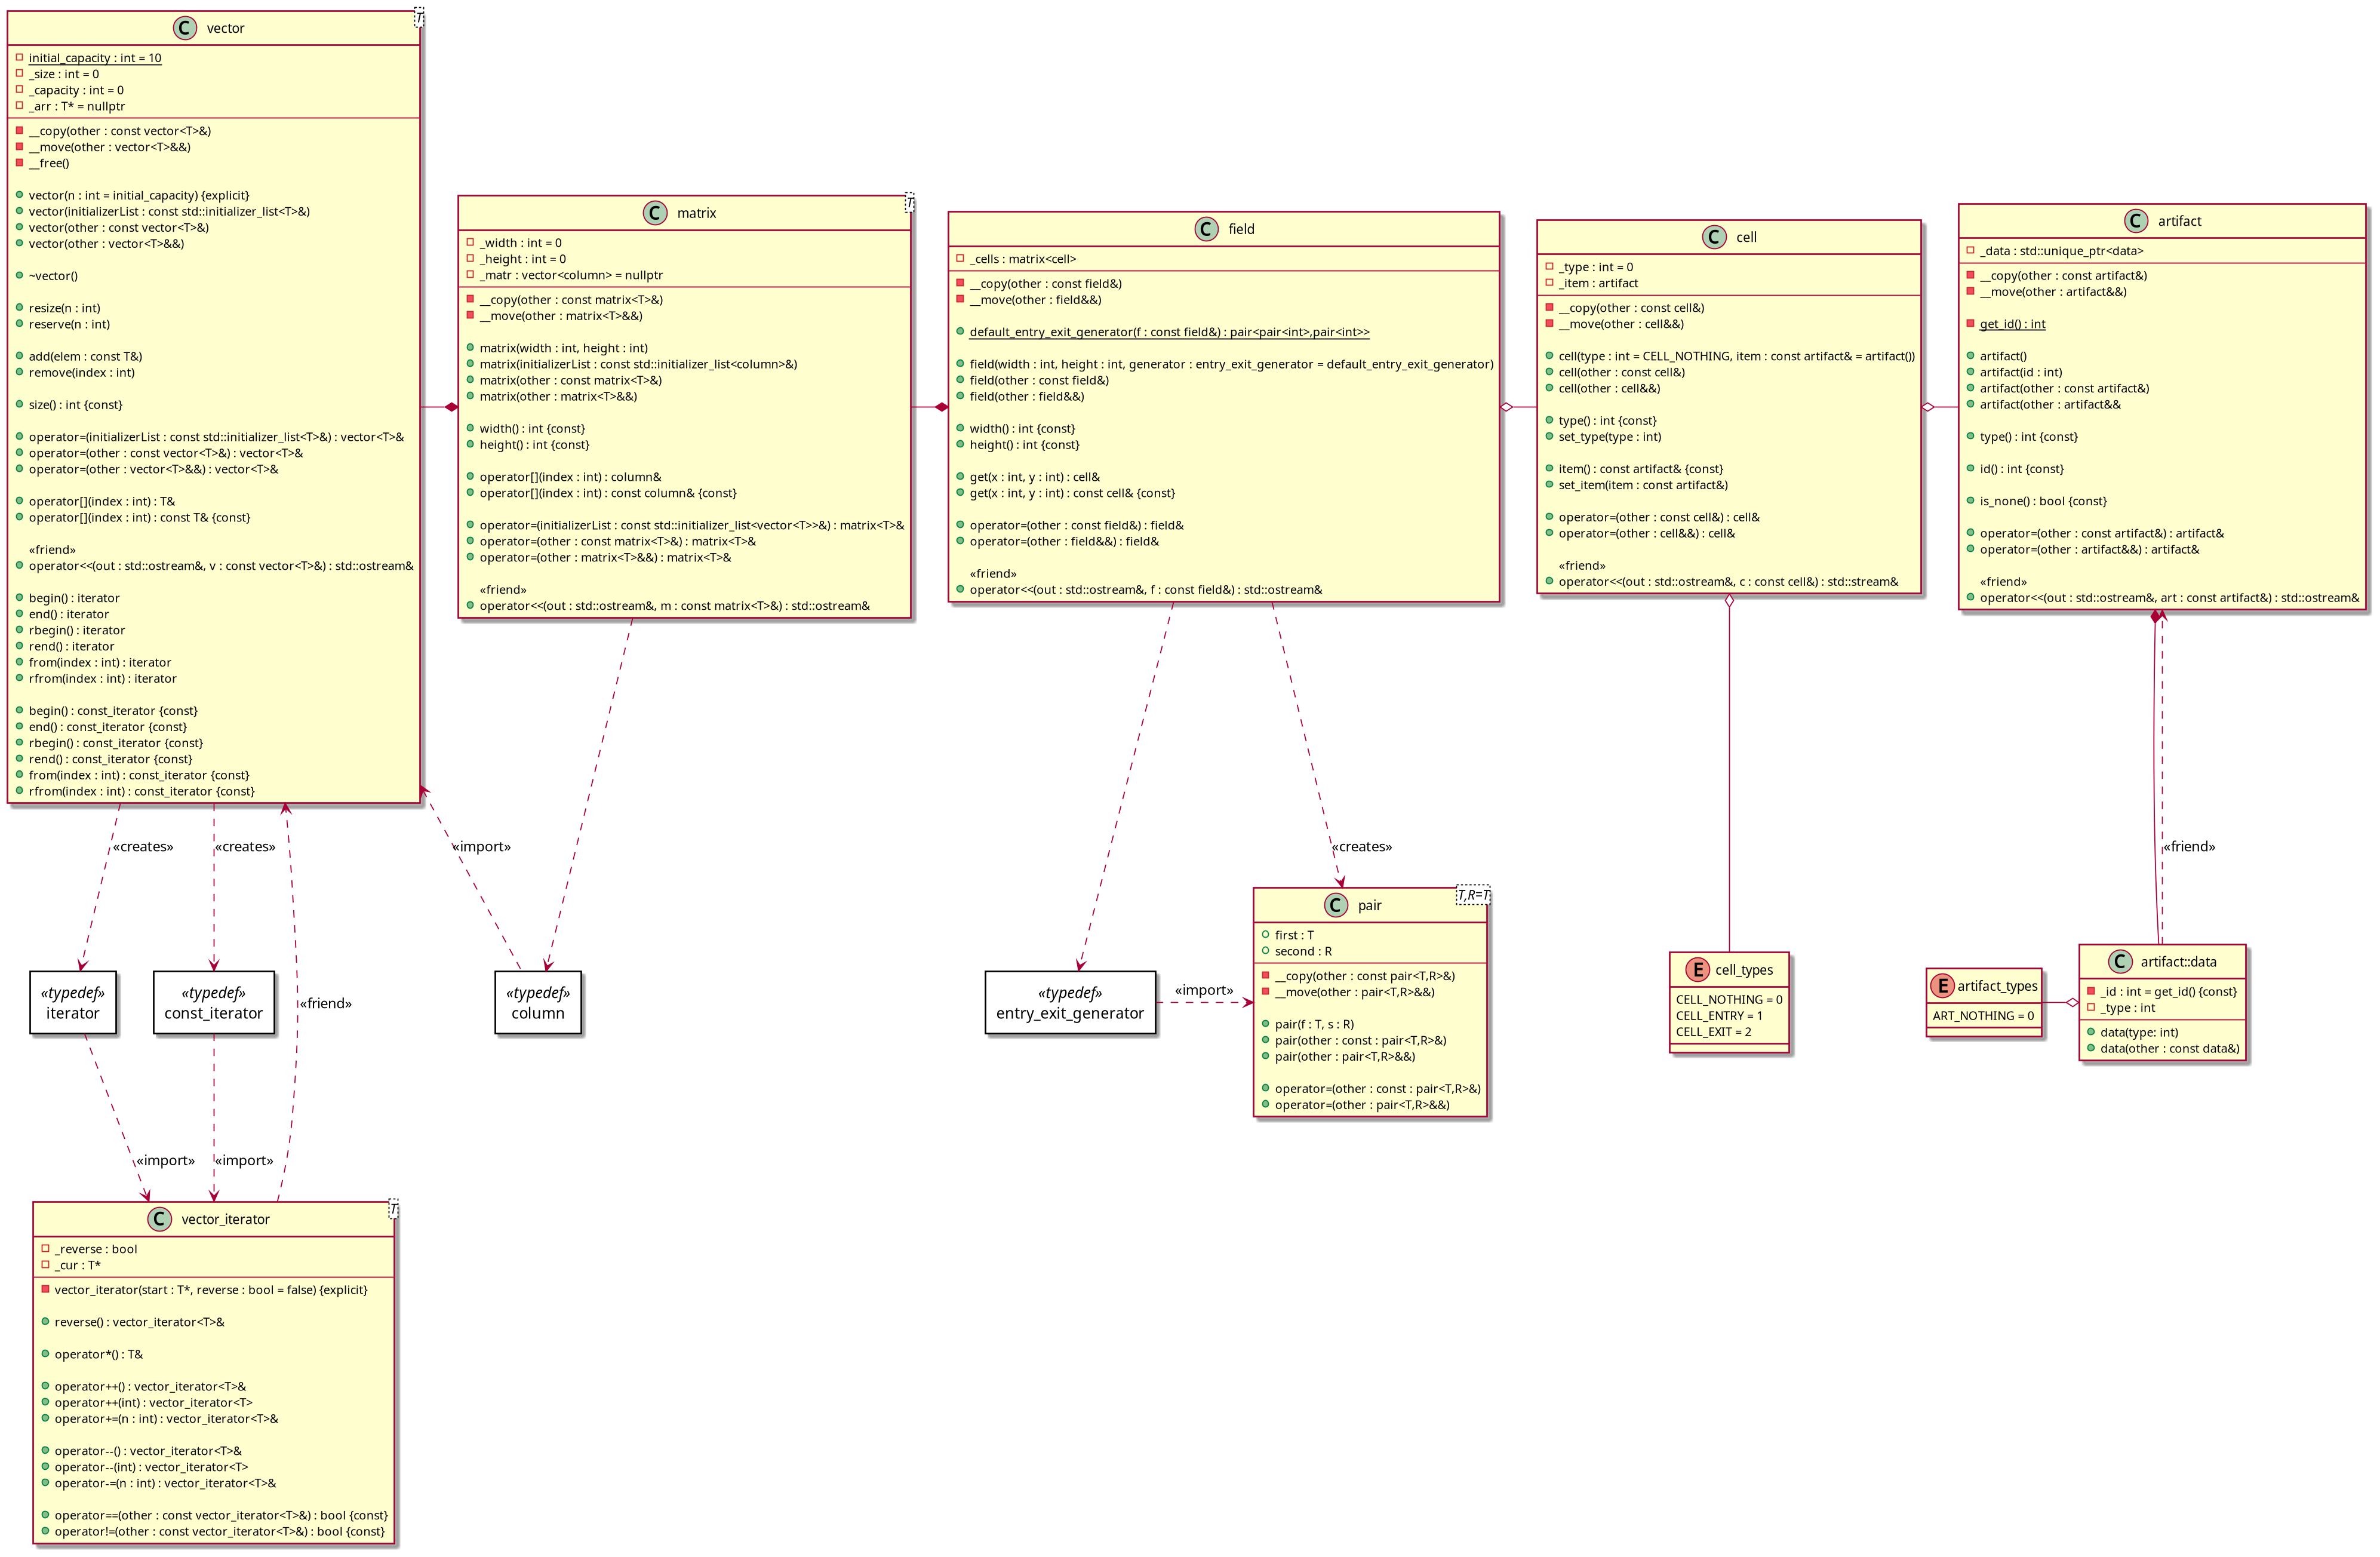 vector
T
initial_capacity : int = 10
_size : int = 0
_capacity : int = 0
_arr : T* = nullptr
__copy(other : const vector<T>&)
__move(other : vector<T>&&)
__free()
vector(n : int = initial_capacity) {explicit}
vector(initializerList : const std::initializer_list<T>&)
vector(other : const vector<T>&)
vector(other : vector<T>&&)
~vector()
resize(n : int)
reserve(n : int)
add(elem : const T&)
remove(index : int)
size() : int {const}
operator=(initializerList : const std::initializer_list<T>&) : vector<T>&
operator=(other : const vector<T>&) : vector<T>&
operator=(other : vector<T>&&) : vector<T>&
operator[](index : int) : T&
operator[](index : int) : const T& {const}
«friend»
operator<<(out : std::ostream&, v : const vector<T>&) : std::ostream&
begin() : iterator
end() : iterator
rbegin() : iterator
rend() : iterator
from(index : int) : iterator
rfrom(index : int) : iterator
begin() : const_iterator {const}
end() : const_iterator {const}
rbegin() : const_iterator {const}
rend() : const_iterator {const}
from(index : int) : const_iterator {const}
rfrom(index : int) : const_iterator {const}
matrix
T
_width : int = 0
_height : int = 0
_matr : vector<column> = nullptr
__copy(other : const matrix<T>&)
__move(other : matrix<T>&&)
matrix(width : int, height : int)
matrix(initializerList : const std::initializer_list<column>&)
matrix(other : const matrix<T>&)
matrix(other : matrix<T>&&)
width() : int {const}
height() : int {const}
operator[](index : int) : column&
operator[](index : int) : const column& {const}
operator=(initializerList : const std::initializer_list<vector<T>>&) : matrix<T>&
operator=(other : const matrix<T>&) : matrix<T>&
operator=(other : matrix<T>&&) : matrix<T>&
«friend»
operator<<(out : std::ostream&, m : const matrix<T>&) : std::ostream&
field
_cells : matrix<cell>
__copy(other : const field&)
__move(other : field&&)
default_entry_exit_generator(f : const field&) : pair<pair<int>,pair<int>>
field(width : int, height : int, generator : entry_exit_generator = default_entry_exit_generator)
field(other : const field&)
field(other : field&&)
width() : int {const}
height() : int {const}
get(x : int, y : int) : cell&
get(x : int, y : int) : const cell& {const}
operator=(other : const field&) : field&
operator=(other : field&&) : field&
«friend»
operator<<(out : std::ostream&, f : const field&) : std::ostream&
cell
_type : int = 0
_item : artifact
__copy(other : const cell&)
__move(other : cell&&)
cell(type : int = CELL_NOTHING, item : const artifact& = artifact())
cell(other : const cell&)
cell(other : cell&&)
type() : int {const}
set_type(type : int)
item() : const artifact& {const}
set_item(item : const artifact&)
operator=(other : const cell&) : cell&
operator=(other : cell&&) : cell&
«friend»
operator<<(out : std::ostream&, c : const cell&) : std::stream&
artifact
_data : std::unique_ptr<data>
__copy(other : const artifact&)
__move(other : artifact&&)
get_id() : int
artifact()
artifact(id : int)
artifact(other : const artifact&)
artifact(other : artifact&&
type() : int {const}
id() : int {const}
is_none() : bool {const}
operator=(other : const artifact&) : artifact&
operator=(other : artifact&&) : artifact&
«friend»
operator<<(out : std::ostream&, art : const artifact&) : std::ostream&
«creates»
«creates»
«import»
«creates»
«friend»
«typedef»
iterator
«typedef»
const_iterator
«friend»
«typedef»
column
«typedef»
entry_exit_generator
«import»
pair
T,R=T
first : T
second : R
__copy(other : const pair<T,R>&)
__move(other : pair<T,R>&&)
pair(f : T, s : R)
pair(other : const : pair<T,R>&)
pair(other : pair<T,R>&&)
operator=(other : const : pair<T,R>&)
operator=(other : pair<T,R>&&)
cell_types
CELL_NOTHING = 0
CELL_ENTRY = 1
CELL_EXIT = 2
artifact_types
ART_NOTHING = 0
artifact::data
_id : int = get_id() {const}
_type : int
data(type: int)
data(other : const data&)
«import»
«import»
vector_iterator
T
_reverse : bool
_cur : T*
vector_iterator(start : T*, reverse : bool = false) {explicit}
reverse() : vector_iterator<T>&
operator*() : T&
operator++() : vector_iterator<T>&
operator++(int) : vector_iterator<T>
operator+=(n : int) : vector_iterator<T>&
operator--() : vector_iterator<T>&
operator--(int) : vector_iterator<T>
operator-=(n : int) : vector_iterator<T>&
operator==(other : const vector_iterator<T>&) : bool {const}
operator!=(other : const vector_iterator<T>&) : bool {const}